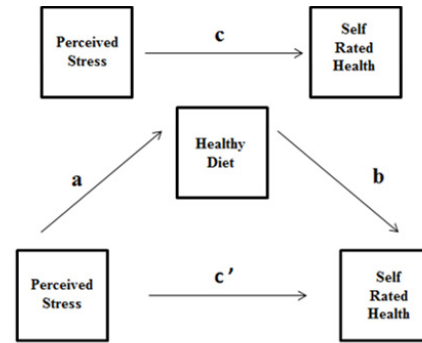 c
Perceived
Stress
Self
Rated
Health
Healthy
Diet
a
b
c’
Perceived
Stress
Self
Rated
Health